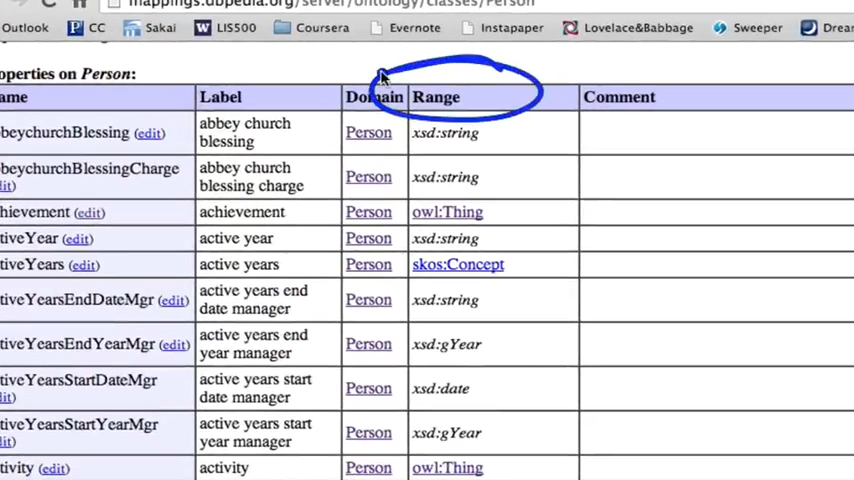 mappings.dbpedia.org/server/ontology/classes/Person
Outlook CC Sakai LIS500 Coursera Evernote Instapaper Lovelace&Babbage Sweeper Dream
operties on Person:
ame Label Domain Range Comment
beychurchBlessing (edit) abbey church blessing Person xsd:string
beychurchBlessingCharge (edit) abbey church blessing charge Person xsd:string
hievement (edit) achievement Person owl:Thing
tiveYear (edit) active year Person xsd:string
tiveYears (edit) active years Person skos:Concept
tiveYearsEndDateMgr (edit) active years end date manager Person xsd:string
tiveYearsEndYearMgr (edit) active years end year manager Person xsd:gYear
tiveYearsStartDateMgr dit) active years start date manager Person xsd:date
tiveYearsStartYearMgr dit) active years start year manager Person xsd:gYear
tivity (edit) activity Person owl:Thing